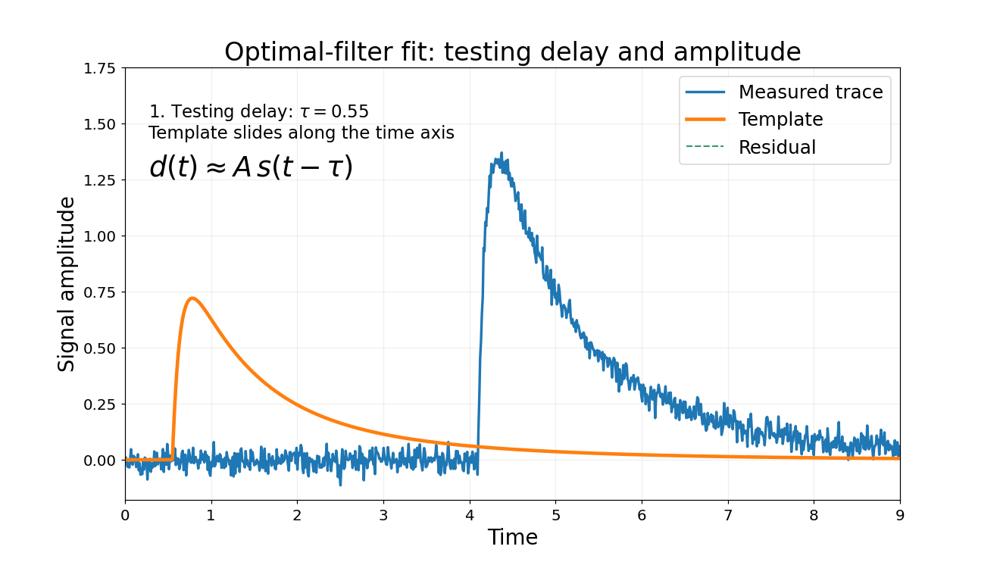 Optimal-filter fit: testing delay and amplitude
1.75
1.50
1.25
1.00
0.75
0.50
0.25
0.00
Signal amplitude
1. Testing delay: τ = 0.55
Template slides along the time axis
d(t) ≈ A s(t − τ)
Measured trace
Template
Residual
0 1 2 3 4 5 6 7 8 9
Time